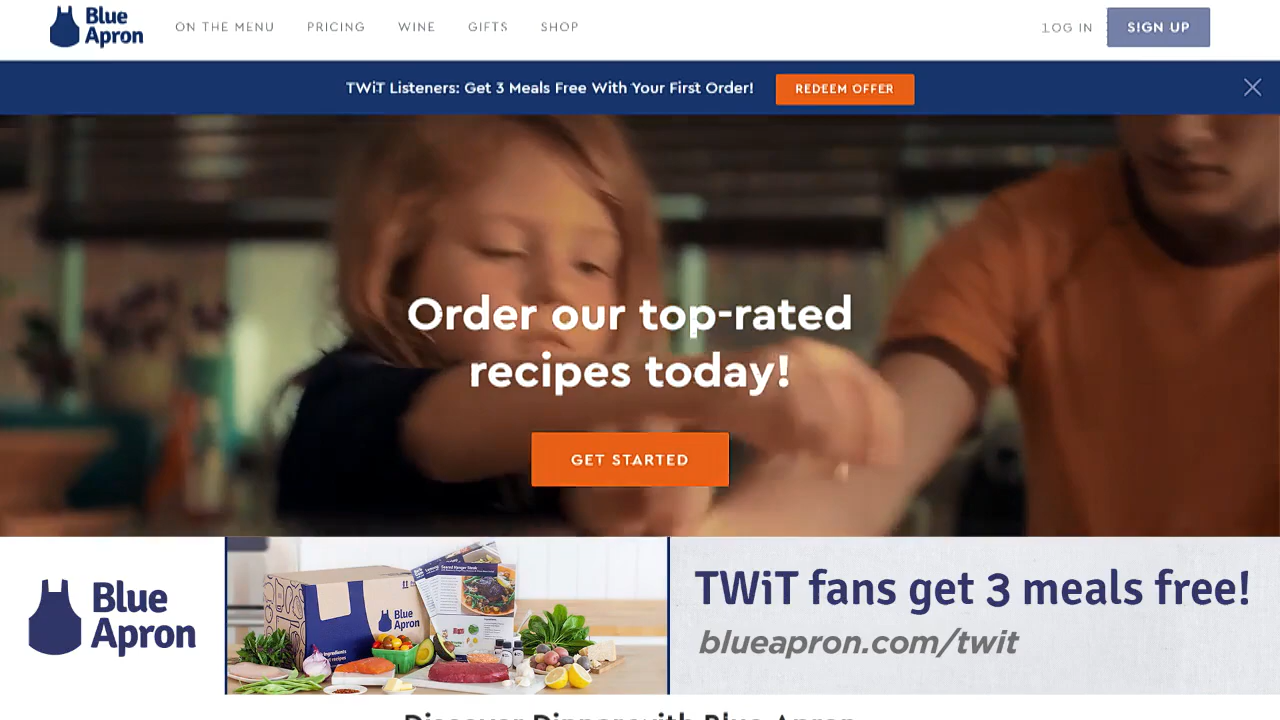 Blue
Apron
ON THE MENU
PRICING
WINE
GIFTS
SHOP
LOG IN
SIGN UP
TWiT Listeners: Get 3 Meals Free With Your First Order!
REDEEM OFFER
Order our top-rated
recipes today!
GET STARTED
Blue
Apron
Blue
Apron
TWiT fans get 3 meals free!
blueapron.com/twit